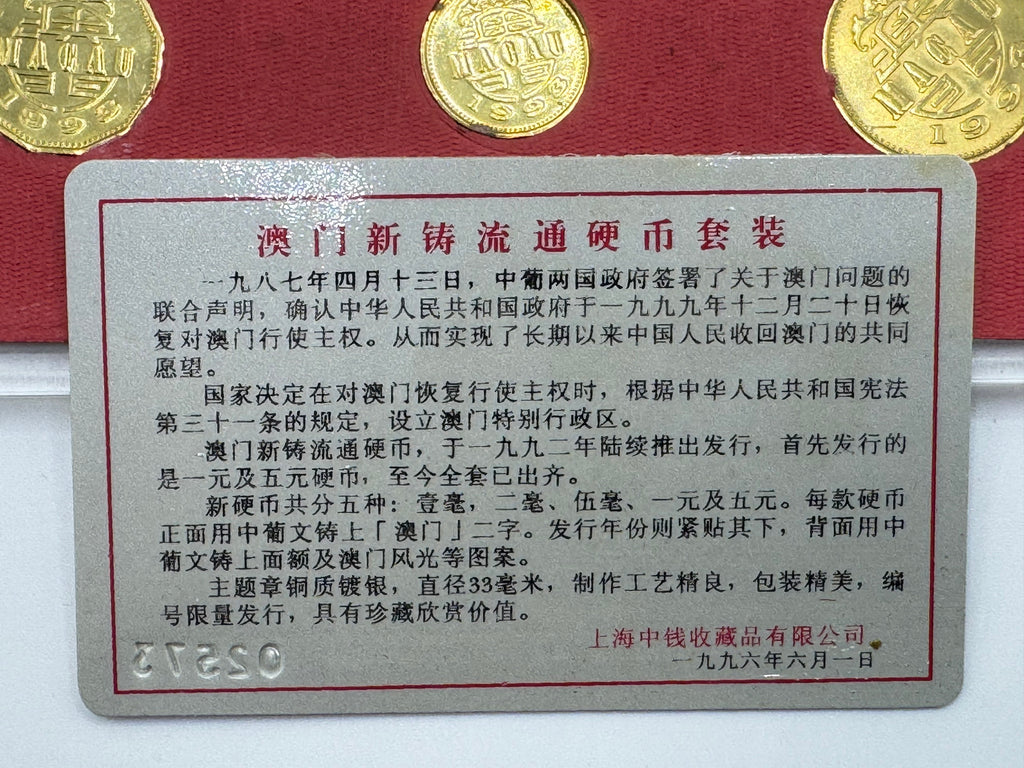 澳門
MACAU
1993
澳門
MACAU
1993
澳門
MACAU
19
澳门新铸流通硬币套装
一九八七年四月十三日，中葡两国政府签署了关于澳门问题的
联合声明，确认中华人民共和国政府于一九九九年十二月二十日恢
复对澳门行使主权。从而实现了长期以来中国人民收回澳门的共同
愿望。
国家决定在对澳门恢复行使主权时，根据中华人民共和国宪法
第三十一条的规定，设立澳门特别行政区。
澳门新铸流通硬币，于一九九二年陆续推出发行，首先发行的
是一元及五元硬币，至今全套已出齐。
新硬币共分五种：壹毫，二毫、伍毫、一元及五元。每款硬币
正面用中葡文铸上「澳门」二字。发行年份则紧贴其下，背面用中
葡文铸上面额及澳门风光等图案。
主题章铜质镀银，直径33毫米，制作工艺精良，包装精美，编
号限量发行，具有珍藏欣赏价值。
上海中钱收藏品有限公司
一九九六年六月一日
02573